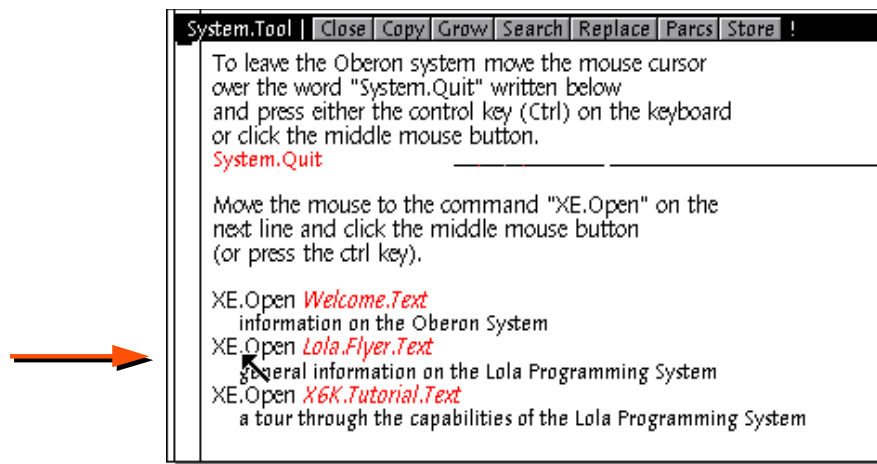 System.Tool | Close Copy Grow Search Replace Parcs Store !
To leave the Oberon system move the mouse cursor
over the word "System.Quit" written below
and press either the control key (Ctrl) on the keyboard
or click the middle mouse button.
System.Quit
Move the mouse to the command "XE.Open" on the
next line and click the middle mouse button
(or press the ctrl key).
XE.Open Welcome.Text
information on the Oberon System
XE.Open Lola.Flyer.Text
general information on the Lola Programming System
XE.Open X6K.Tutorial.Text
a tour through the capabilities of the Lola Programming System